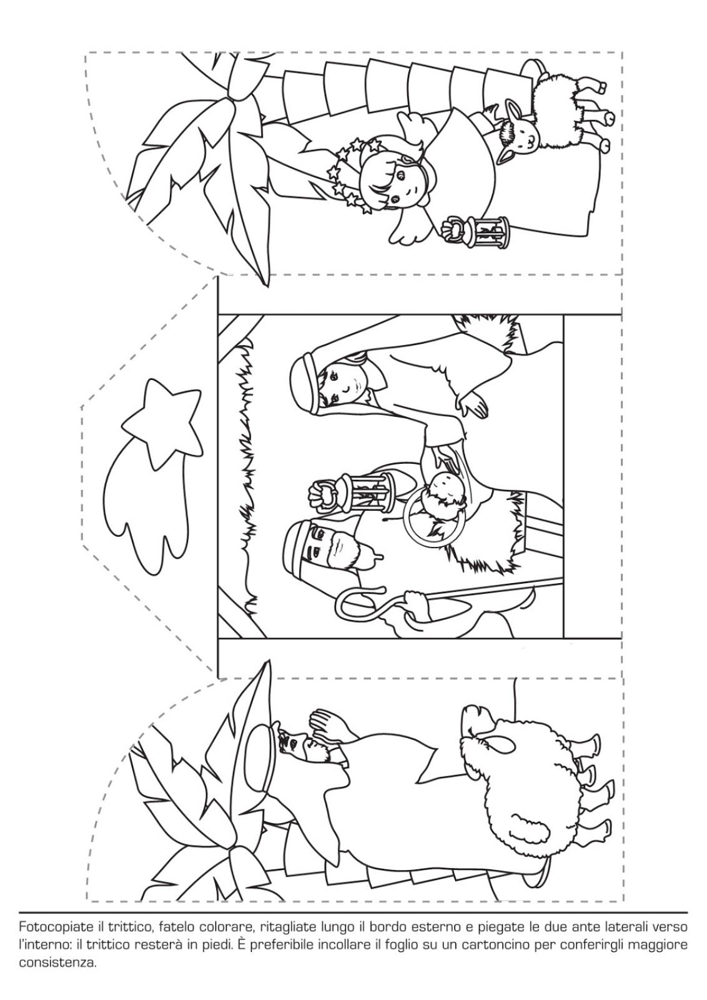 Fotocopiate il trittico, fatelo colorare, ritagliate lungo il bordo esterno e piegate le due ante laterali verso
l'interno: il trittico resterà in piedi. È preferibile incollare il foglio su un cartoncino per conferirgli maggiore
consistenza.